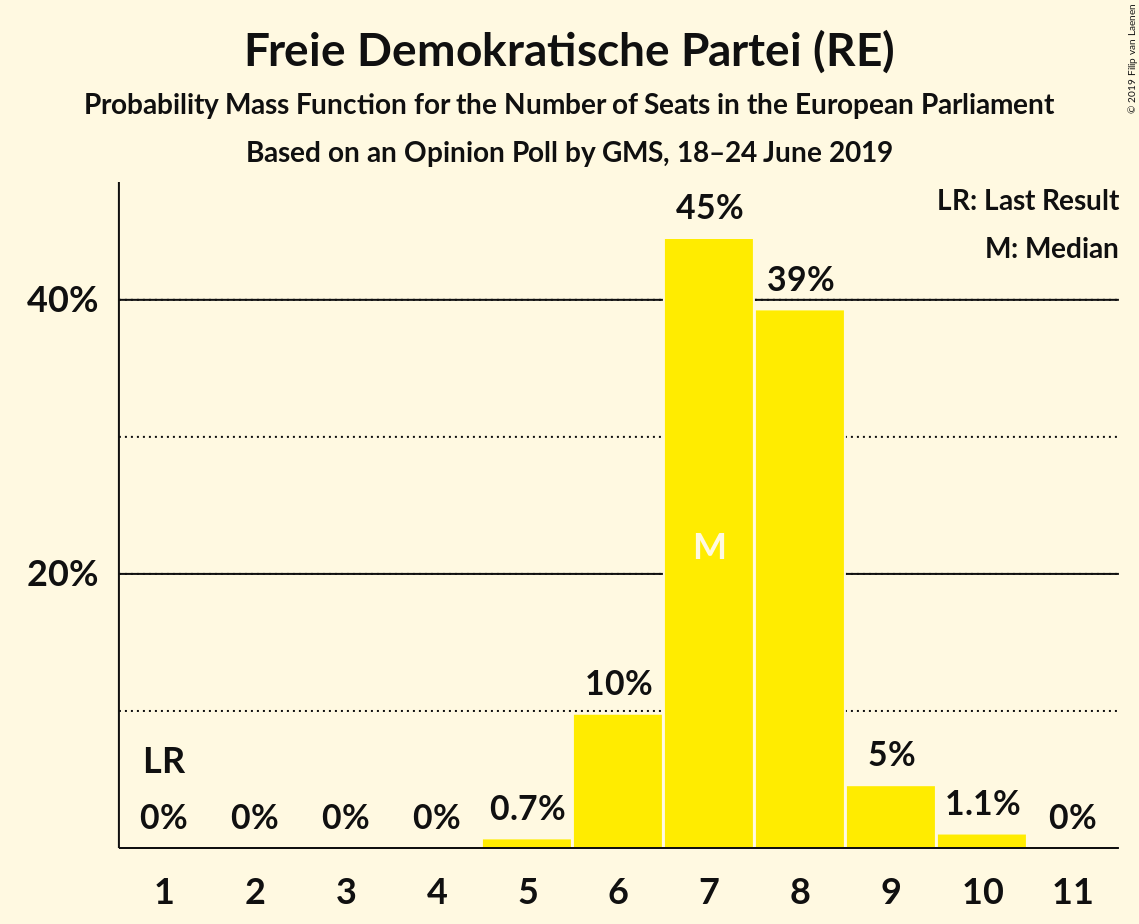 Freie Demokratische Partei (RE)
Probability Mass Function for the Number of Seats in the European Parliament
Based on an Opinion Poll by GMS, 18–24 June 2019
© 2019 Filip van Laenen
LR: Last Result
M: Median
45%
39%
40%
M
20%
10%
LR
5%
0% 0% 0% 0% 0.7% 1.1% 0%
1 2 3 4 5 6 7 8 9 10 11